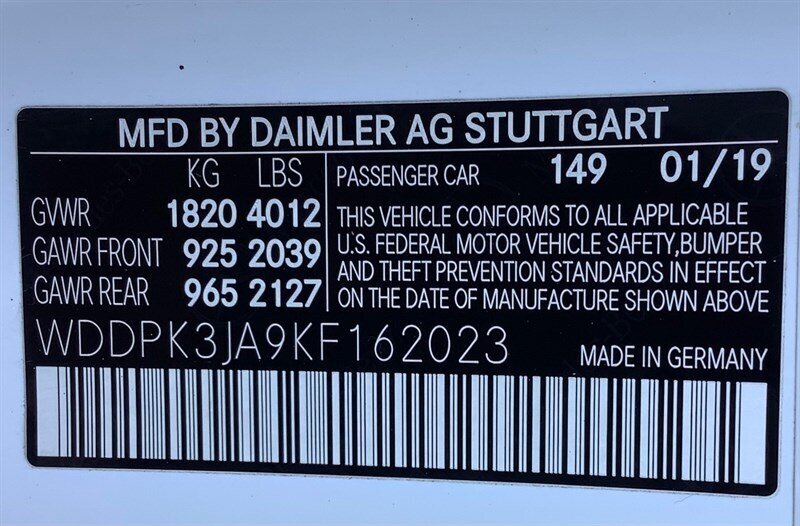 MFD BY DAIMLER AG STUTTGART
KG LBS
GVWR 1820 4012
GAWR FRONT 925 2039
GAWR REAR 965 2127
PASSENGER CAR 149 01/19
THIS VEHICLE CONFORMS TO ALL APPLICABLE
U.S. FEDERAL MOTOR VEHICLE SAFETY,BUMPER
AND THEFT PREVENTION STANDARDS IN EFFECT
ON THE DATE OF MANUFACTURE SHOWN ABOVE
WDDPK3JA9KF162023
MADE IN GERMANY